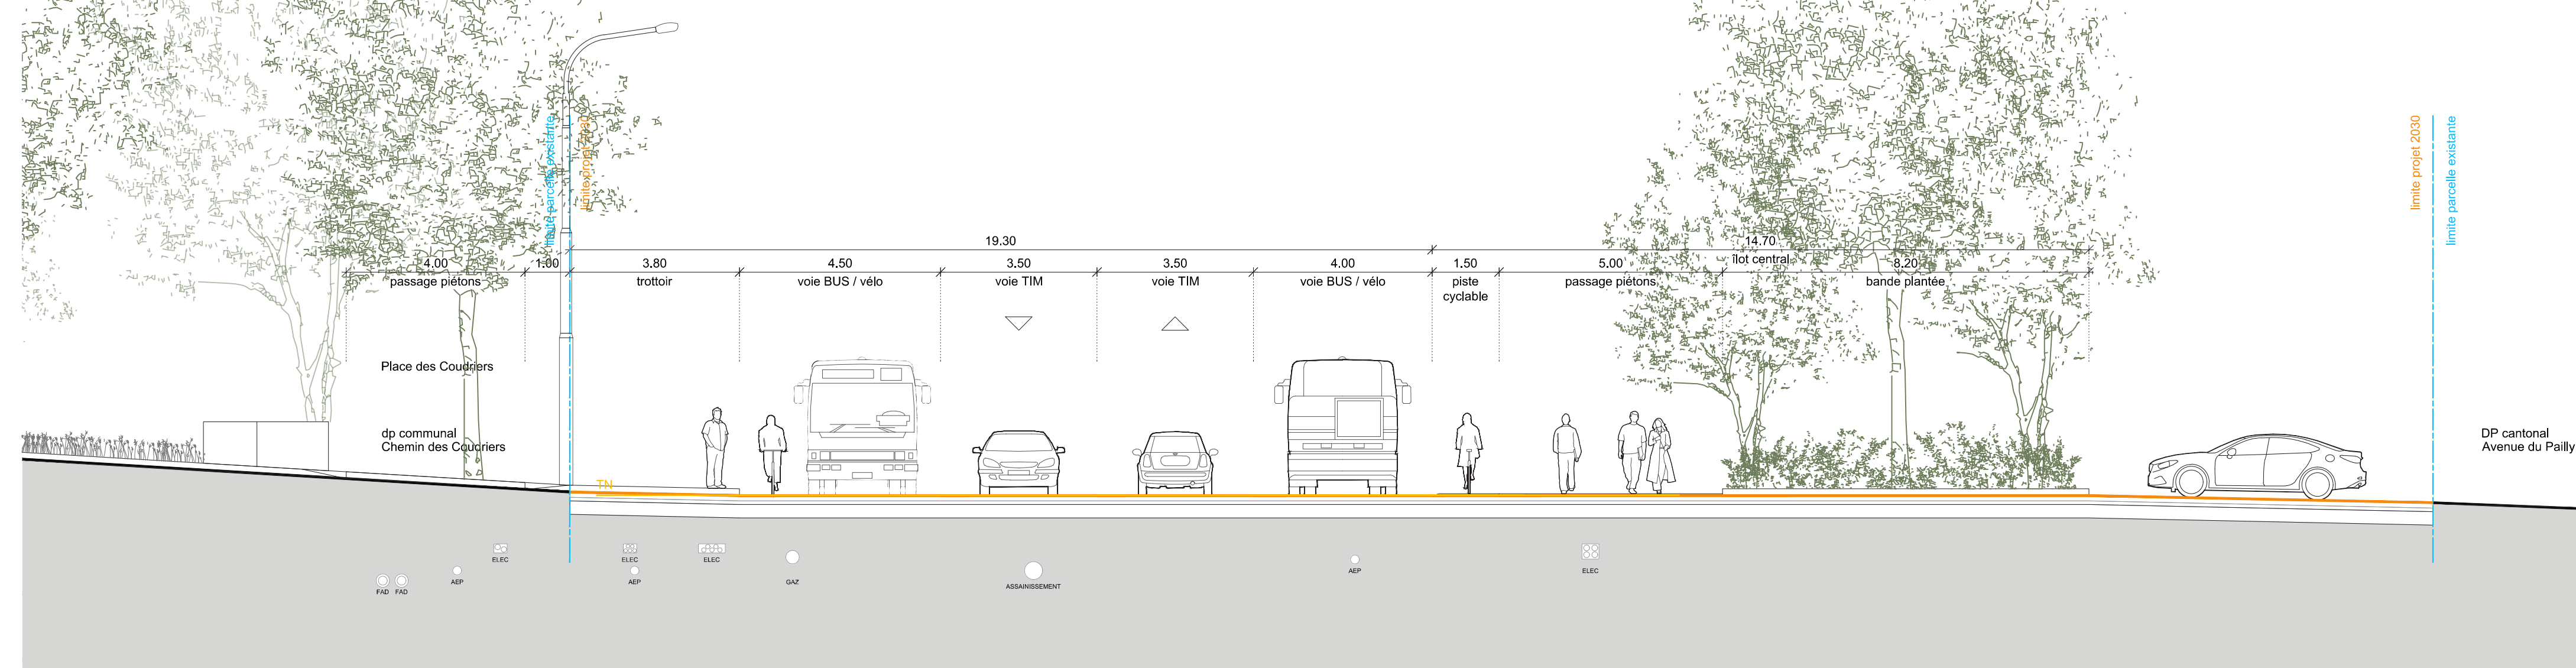 limite parcelle existante
limite projet 2030
limite projet 2030
limite parcelle existante
19.30
14.70
îlot central
4.00
passage piétons
1.00
3.80
trottoir
4.50
voie BUS / vélo
3.50
voie TIM
3.50
voie TIM
4.00
voie BUS / vélo
1.50
piste
cyclable
5.00
passage piétons
8.20
bande plantée
Place des Coudriers
dp communal
Chemin des Coudriers
DP cantonal
Avenue du Pailly
TN
ELEC
ELEC
ELEC
AEP
AEP
FAD
FAD
GAZ
ASSAINISSEMENT
AEP
ELEC